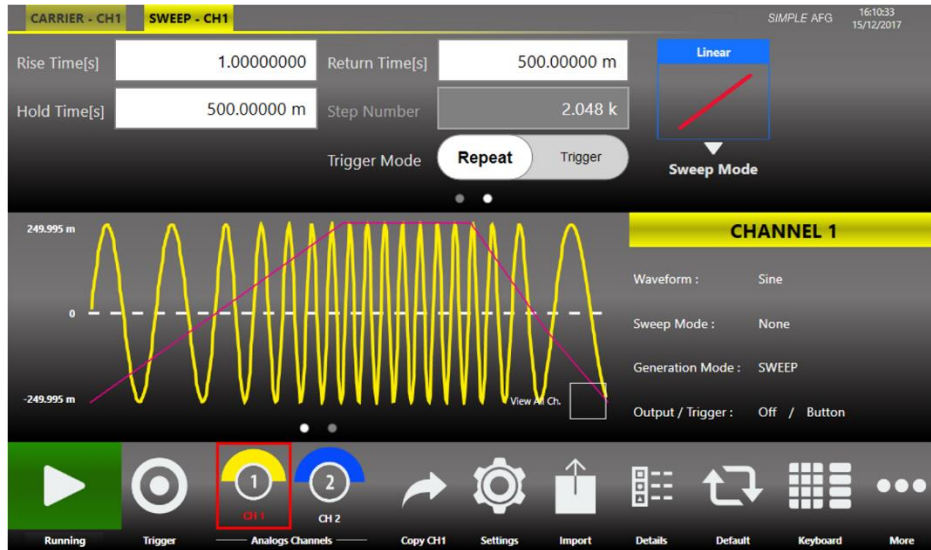 CARRIER - CH1 SWEEP - CH1 SIMPLE AFG 16:10:33
15/12/2017
Rise Time[s] 1.00000000 Return Time[s] 500.00000 m Linear
Hold Time[s] 500.00000 m Step Number 2.048 k
Trigger Mode Repeat Trigger Sweep Mode
249.995 m CHANNEL 1
Waveform : Sine
0 Sweep Mode : None
Generation Mode : SWEEP
-249.995 m View All Ch. Output / Trigger : Off / Button
1 2
CH 1 CH 2
Running Trigger Analogs Channels Copy CH1 Settings Import Details Default Keyboard More